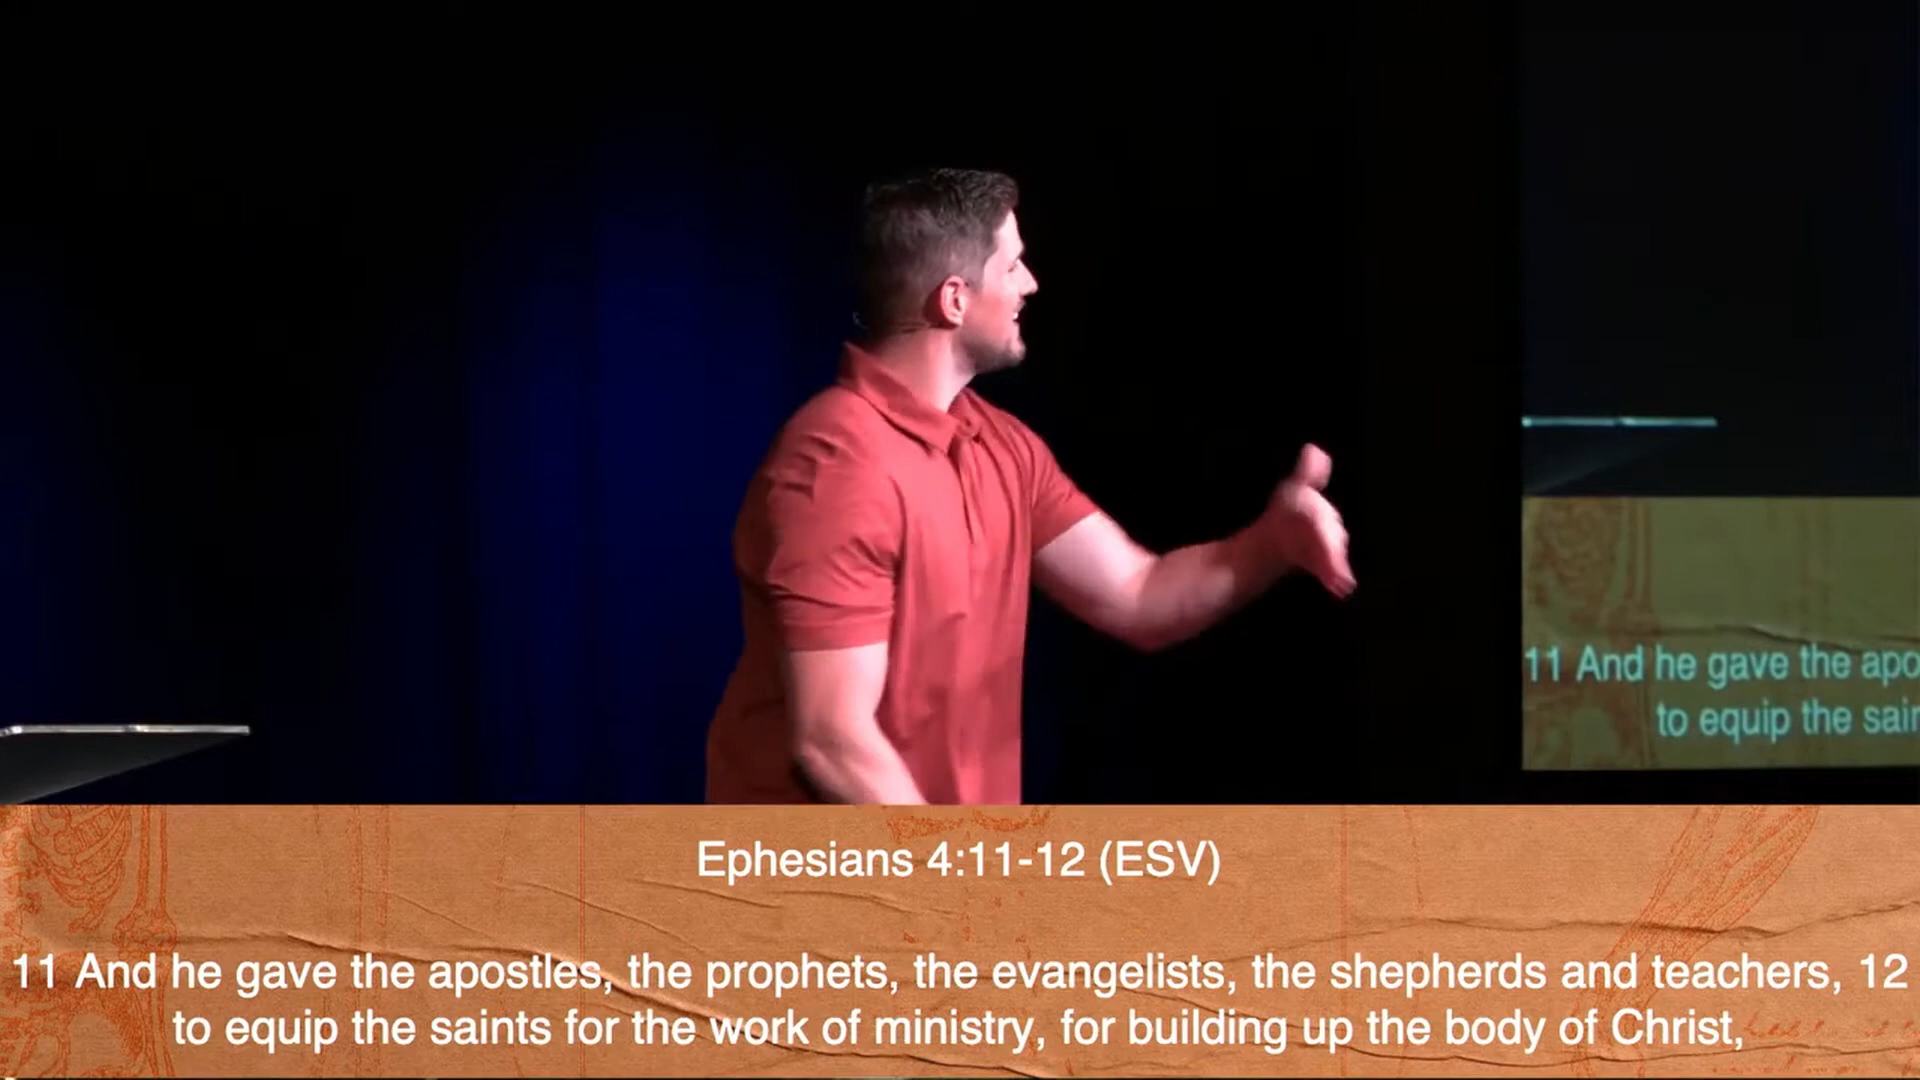 11 And he gave the apo
to equip the sain
Ephesians 4:11-12 (ESV)
11 And he gave the apostles, the prophets, the evangelists, the shepherds and teachers, 12
to equip the saints for the work of ministry, for building up the body of Christ,